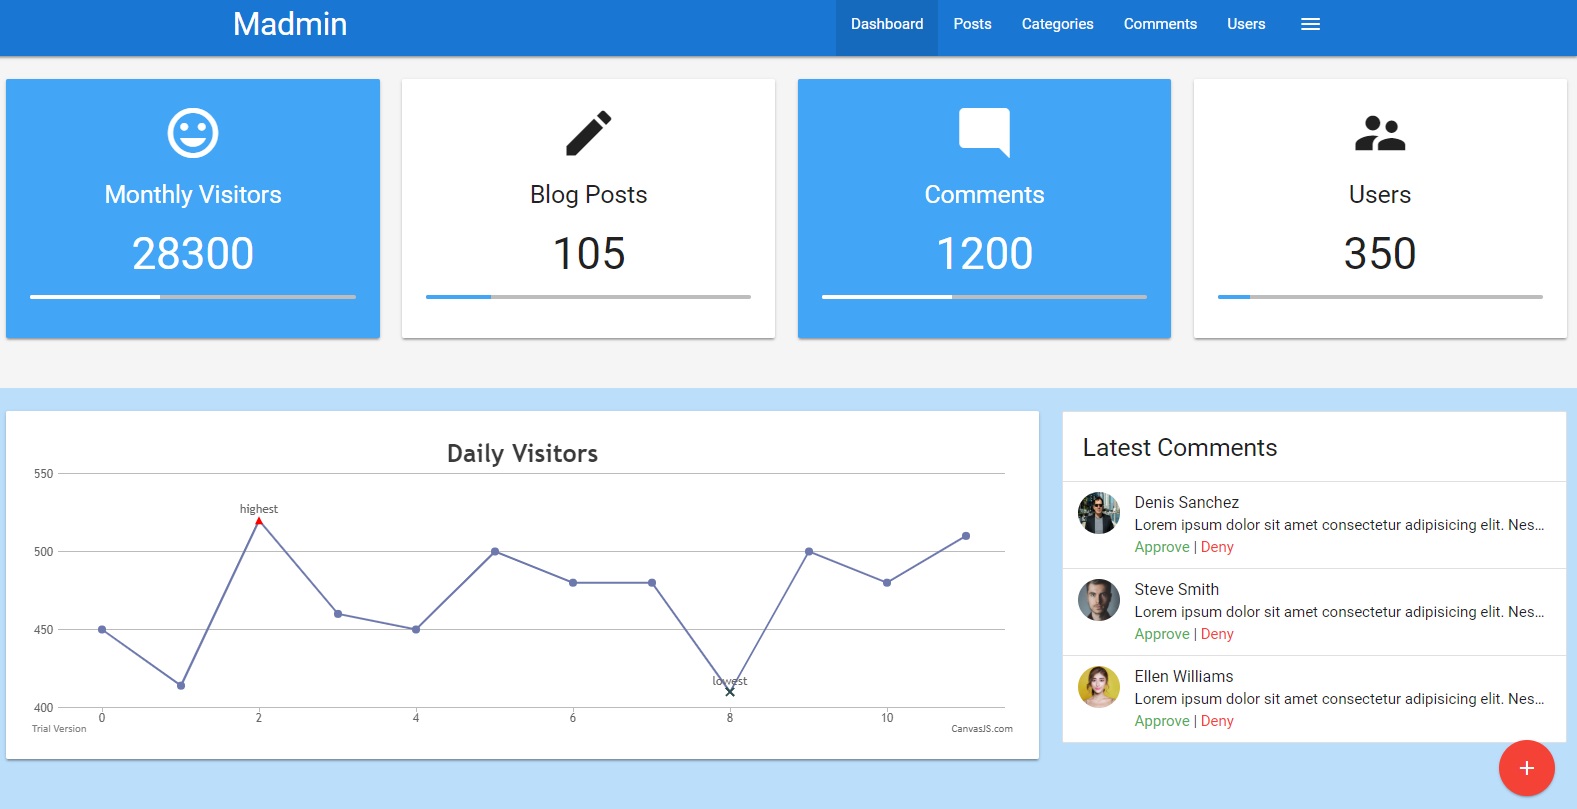 Madmin
Dashboard Posts Categories Comments Users
Monthly Visitors
28300
Blog Posts
105
Comments
1200
Users
350
Daily Visitors
550
500
450
400
highest
lowest
0 2 4 6 8 10
Trial Version
CanvasJS.com
Latest Comments
Denis Sanchez
Lorem ipsum dolor sit amet consectetur adipisicing elit. Nes...
Approve | Deny
Steve Smith
Lorem ipsum dolor sit amet consectetur adipisicing elit. Nes...
Approve | Deny
Ellen Williams
Lorem ipsum dolor sit amet consectetur adipisicing elit. Nes...
Approve | Deny
+